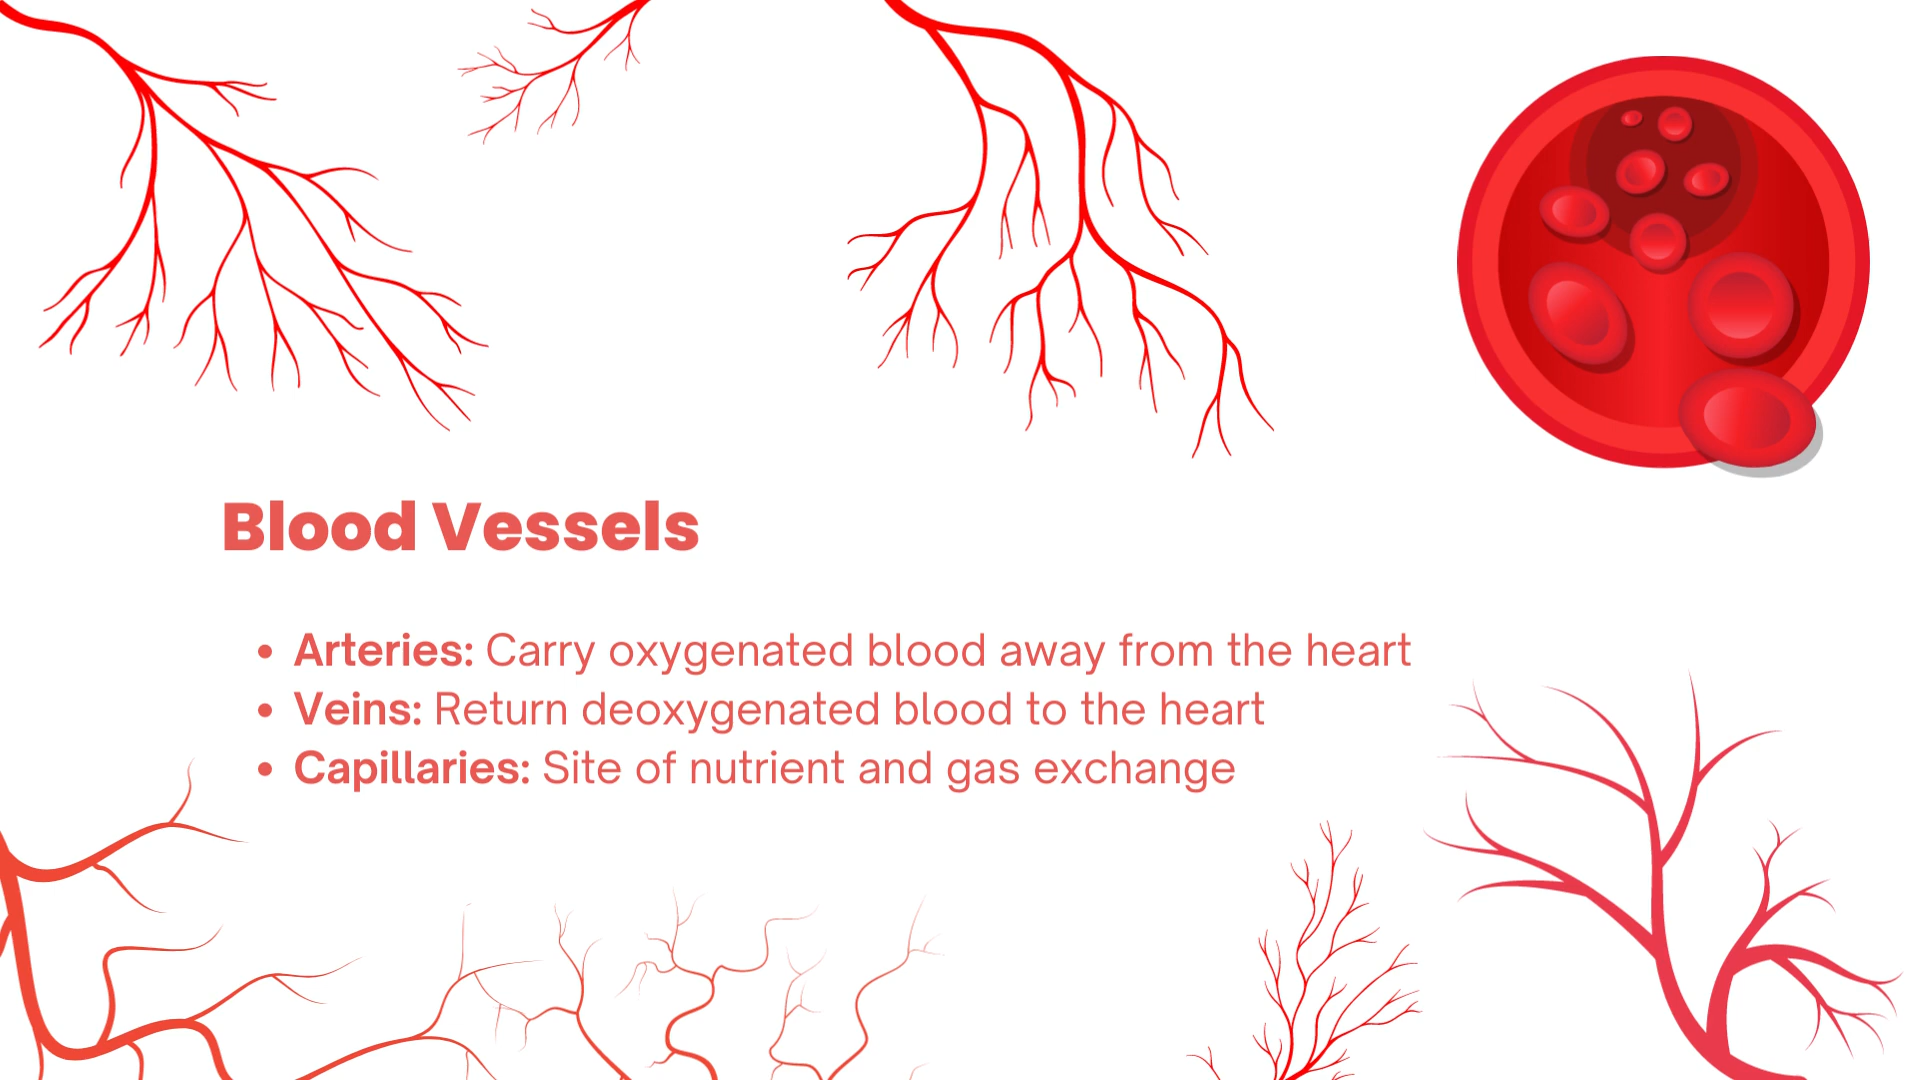 Blood Vessels
• Arteries: Carry oxygenated blood away from the heart
• Veins: Return deoxygenated blood to the heart
• Capillaries: Site of nutrient and gas exchange